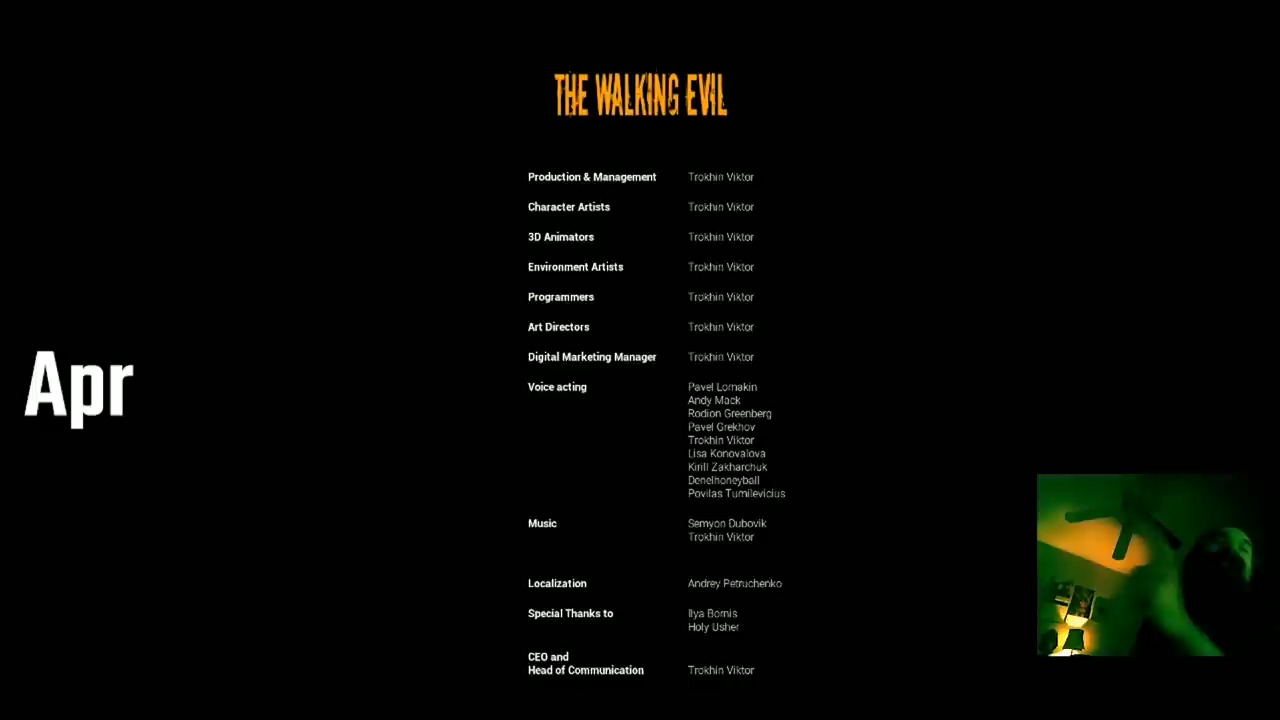 THE WALKING EVIL
Production & Management Trokhin Viktor
Character Artists Trokhin Viktor
3D Animators Trokhin Viktor
Environment Artists Trokhin Viktor
Programmers Trokhin Viktor
Art Directors Trokhin Viktor
Digital Marketing Manager Trokhin Viktor
Apr
Voice acting Pavel Lomakin
Andy Mack
Rodion Greenberg
Pavel Grekhov
Trokhin Viktor
Lisa Konovalova
Kirill Zakharchuk
Denelhoneyball
Povilas Tumilevicius
Music Semyon Dubovik
Trokhin Viktor
Localization Andrey Petruchenko
Special Thanks to Ilya Bornis
Holy Usher
CEO and
Head of Communication Trokhin Viktor